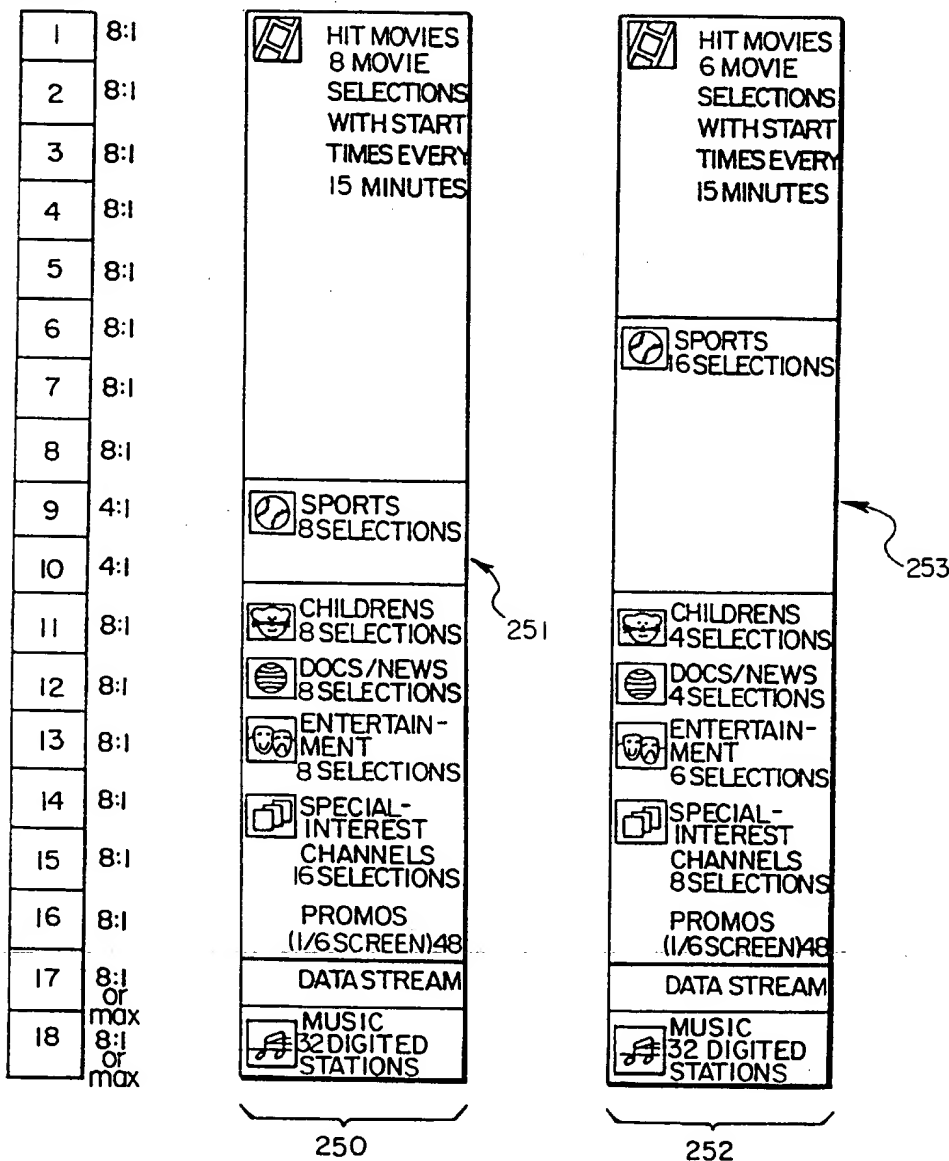 1 8:1
2 8:1
3 8:1
4 8:1
5 8:1
6 8:1
7 8:1
8 8:1
9 4:1
10 4:1
11 8:1
12 8:1
13 8:1
14 8:1
15 8:1
16 8:1
17 8:1
or
max
18 8:1
or
max
HIT MOVIES
8 MOVIE
SELECTIONS
WITH START
TIMES EVERY
15 MINUTES
SPORTS
8 SELECTIONS
CHILDRENS
8 SELECTIONS
DOCS/NEWS
8 SELECTIONS
ENTERTAIN-
MENT
8 SELECTIONS
SPECIAL-
INTEREST
CHANNELS
16 SELECTIONS
PROMOS
(1/6 SCREEN) 48
DATA STREAM
MUSIC
32 DIGITED
STATIONS
251
250
HIT MOVIES
6 MOVIE
SELECTIONS
WITH START
TIMES EVERY
15 MINUTES
SPORTS
16 SELECTIONS
CHILDRENS
4 SELECTIONS
DOCS/NEWS
4 SELECTIONS
ENTERTAIN-
MENT
6 SELECTIONS
SPECIAL-
INTEREST
CHANNELS
8 SELECTIONS
PROMOS
(1/6 SCREEN) 48
DATA STREAM
MUSIC
32 DIGITED
STATIONS
253
252